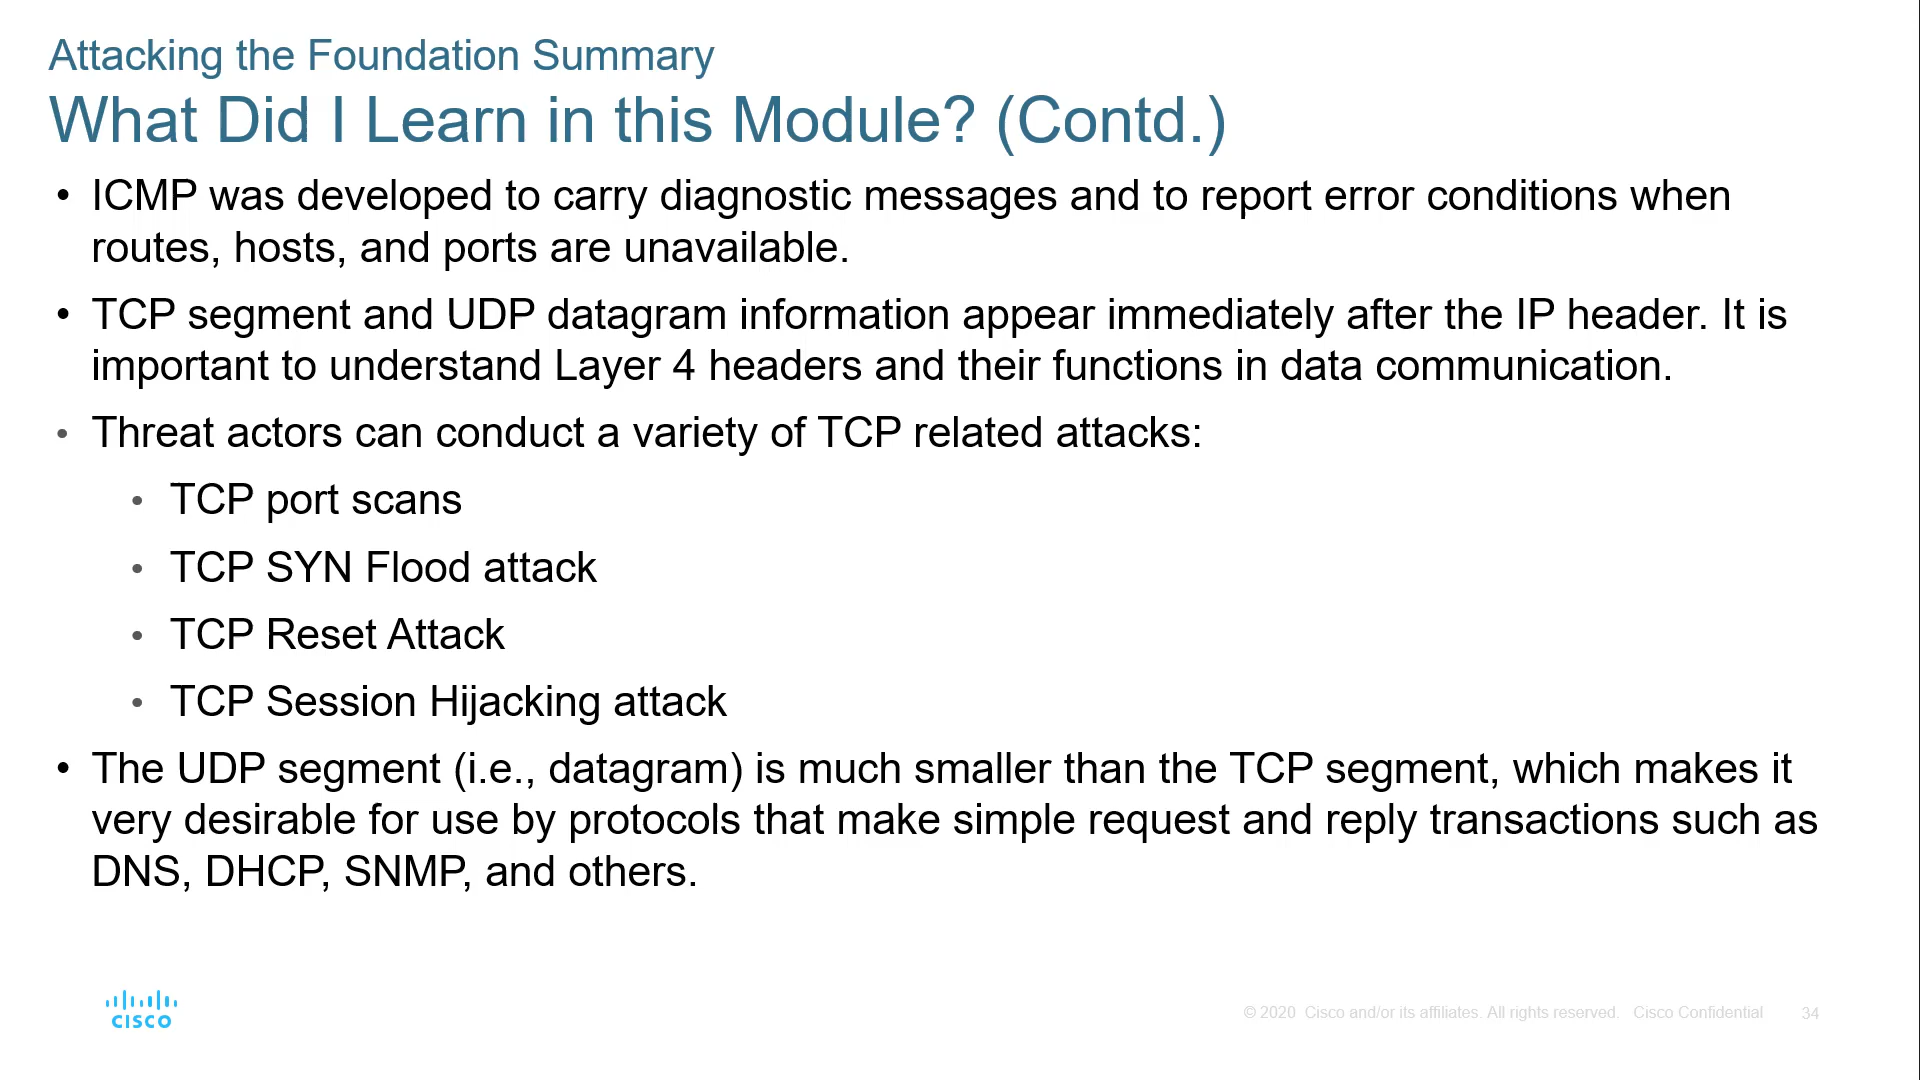 Attacking the Foundation Summary
What Did I Learn in this Module? (Contd.)
• ICMP was developed to carry diagnostic messages and to report error conditions when
routes, hosts, and ports are unavailable.
• TCP segment and UDP datagram information appear immediately after the IP header. It is
important to understand Layer 4 headers and their functions in data communication.
• Threat actors can conduct a variety of TCP related attacks:
• TCP port scans
• TCP SYN Flood attack
• TCP Reset Attack
• TCP Session Hijacking attack
• The UDP segment (i.e., datagram) is much smaller than the TCP segment, which makes it
very desirable for use by protocols that make simple request and reply transactions such as
DNS, DHCP, SNMP, and others.
CISCO
© 2020 Cisco and/or its affiliates. All rights reserved. Cisco Confidential 34